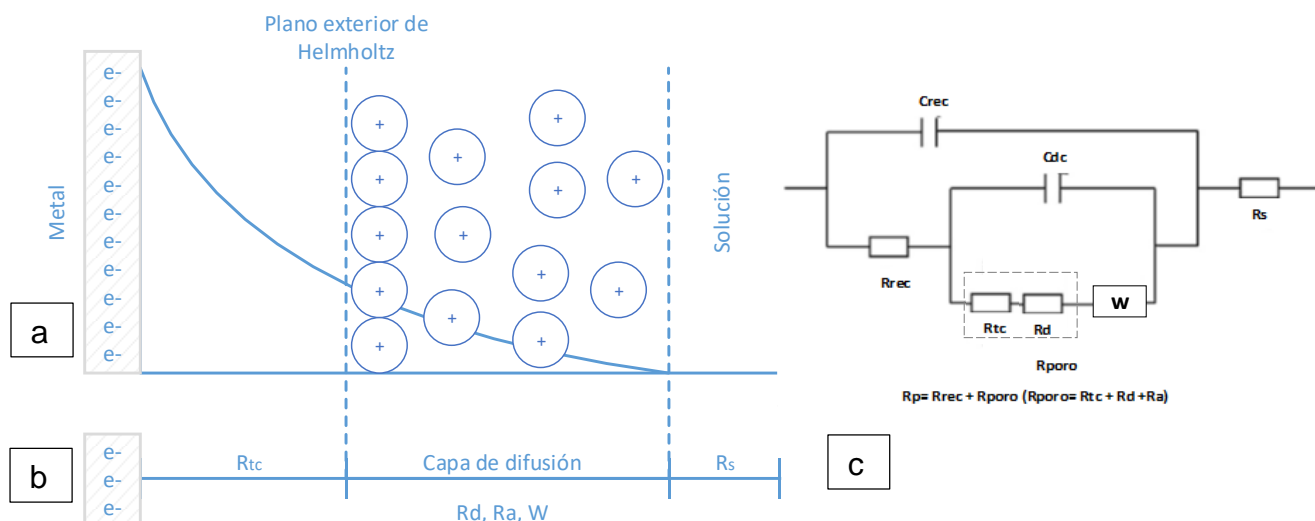 Plano exterior de
Helmholtz
Metal
e-
e-
e-
e-
e-
e-
e-
e-
e-
e-
e-
+
+
+
+
+
+
+
+
+
+
+
+
+
+
Solución
a
b
e-
e-
e-
Rtc
Capa de difusión
Rs
Rd, Ra, W
Crec
Cdc
Rs
Rrec
Rtc
Rd
W
Rporo
Rp= Rrec + Rporo (Rporo= Rtc + Rd +Ra)
c